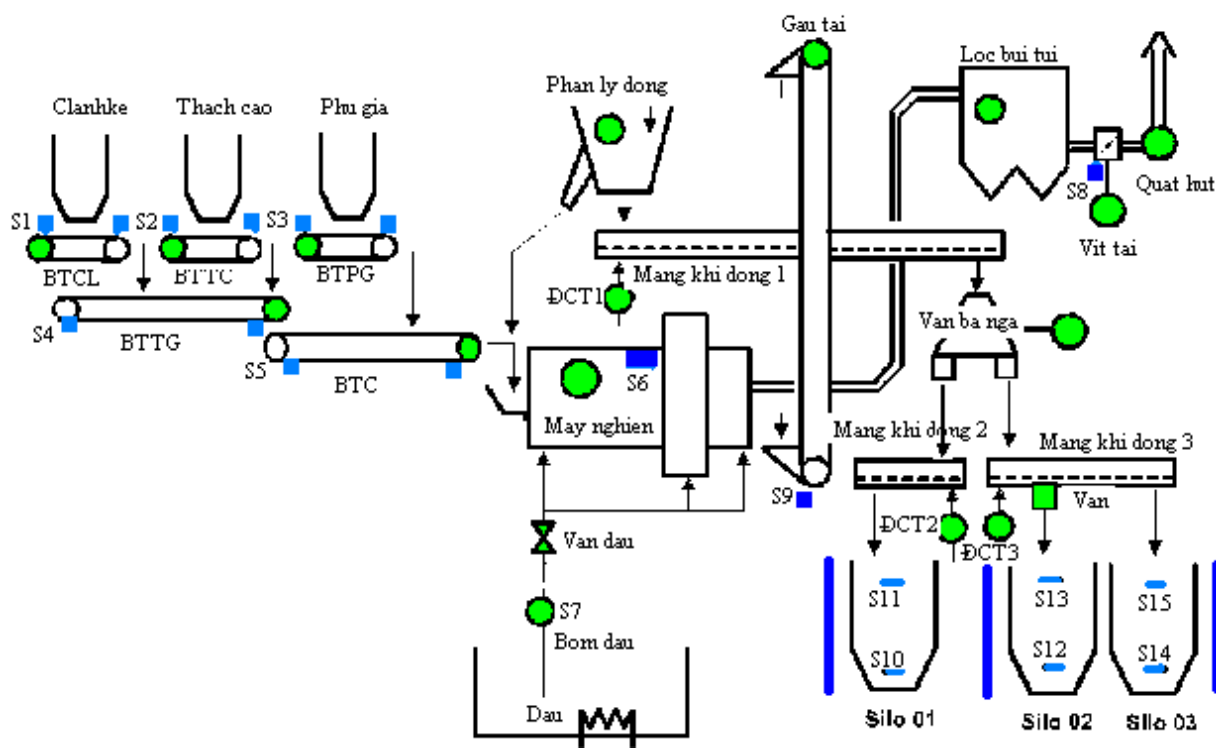 Gau tai
Loc bui tui
Phan ly dong
Clanhke
Thach cao
Phu gia
S1
S2
S3
S8
Quat hut
Vit tai
BTCL
BTTC
BTPG
Mang khi dong 1
ĐCT1
S4
BTTG
S5
BTC
Van ba nga
S6
May nghien
Mang khi dong 2
Mang khi dong 3
S9
Van
ĐCT2
ĐCT3
Van dau
S7
Bom dau
S11
S13
S15
S10
S12
S14
Dau
Silo 01
Silo 02
Silo 03